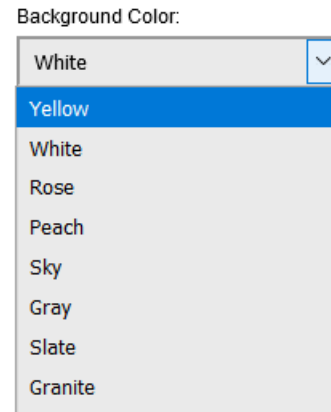 Background Color:
White
Yellow
White
Rose
Peach
Sky
Gray
Slate
Granite